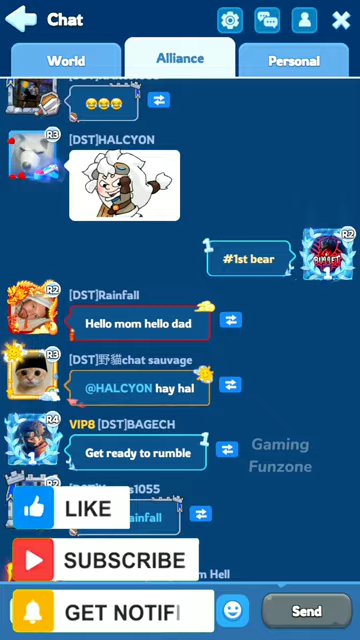 Chat
World
Alliance
Personal
R3
[DST]HALCYON
R2
#1st bear
R2
[DST]Rainfall
Hello mom hello dad
R3
[DST]野貓chat sauvage
@HALCYON hay hal
R4
VIP8 [DST]BAGECH
Get ready to rumble
Gaming
Funzone
1055
LIKE
SUBSCRIBE
Hell
GET NOTIFI
Send